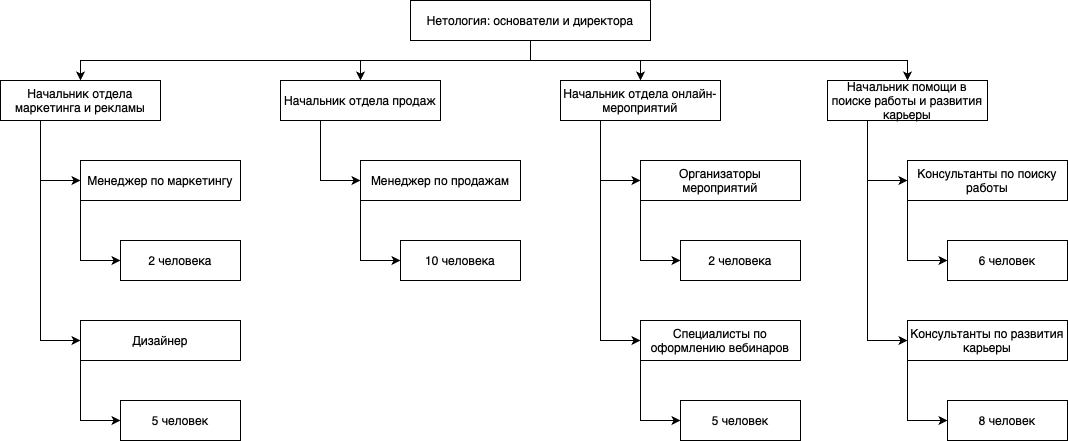 Нетология: основатели и директора
Начальник отдела
маркетинга и рекламы
Начальник отдела продаж
Начальник отдела онлайн-
мероприятий
Начальник помощи в
поиске работы и развития
карьеры
Менеджер по маркетингу
Менеджер по продажам
Организаторы
мероприятий
Консультанты по поиску
работы
2 человека
10 человека
2 человека
6 человек
Дизайнер
Специалисты по
оформлению вебинаров
Консультанты по развития
карьеры
5 человек
5 человек
8 человек